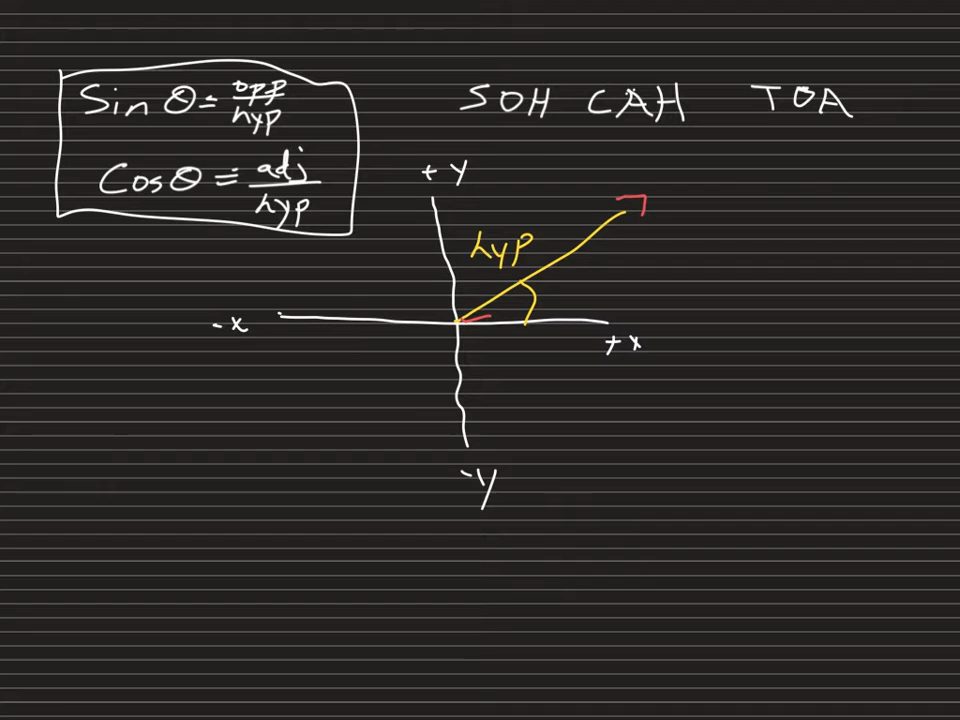 Sin θ = opp/hyp
SOH CAH TOA
Cos θ = adj/hyp
+ y
hyp
- x
+ x
-y